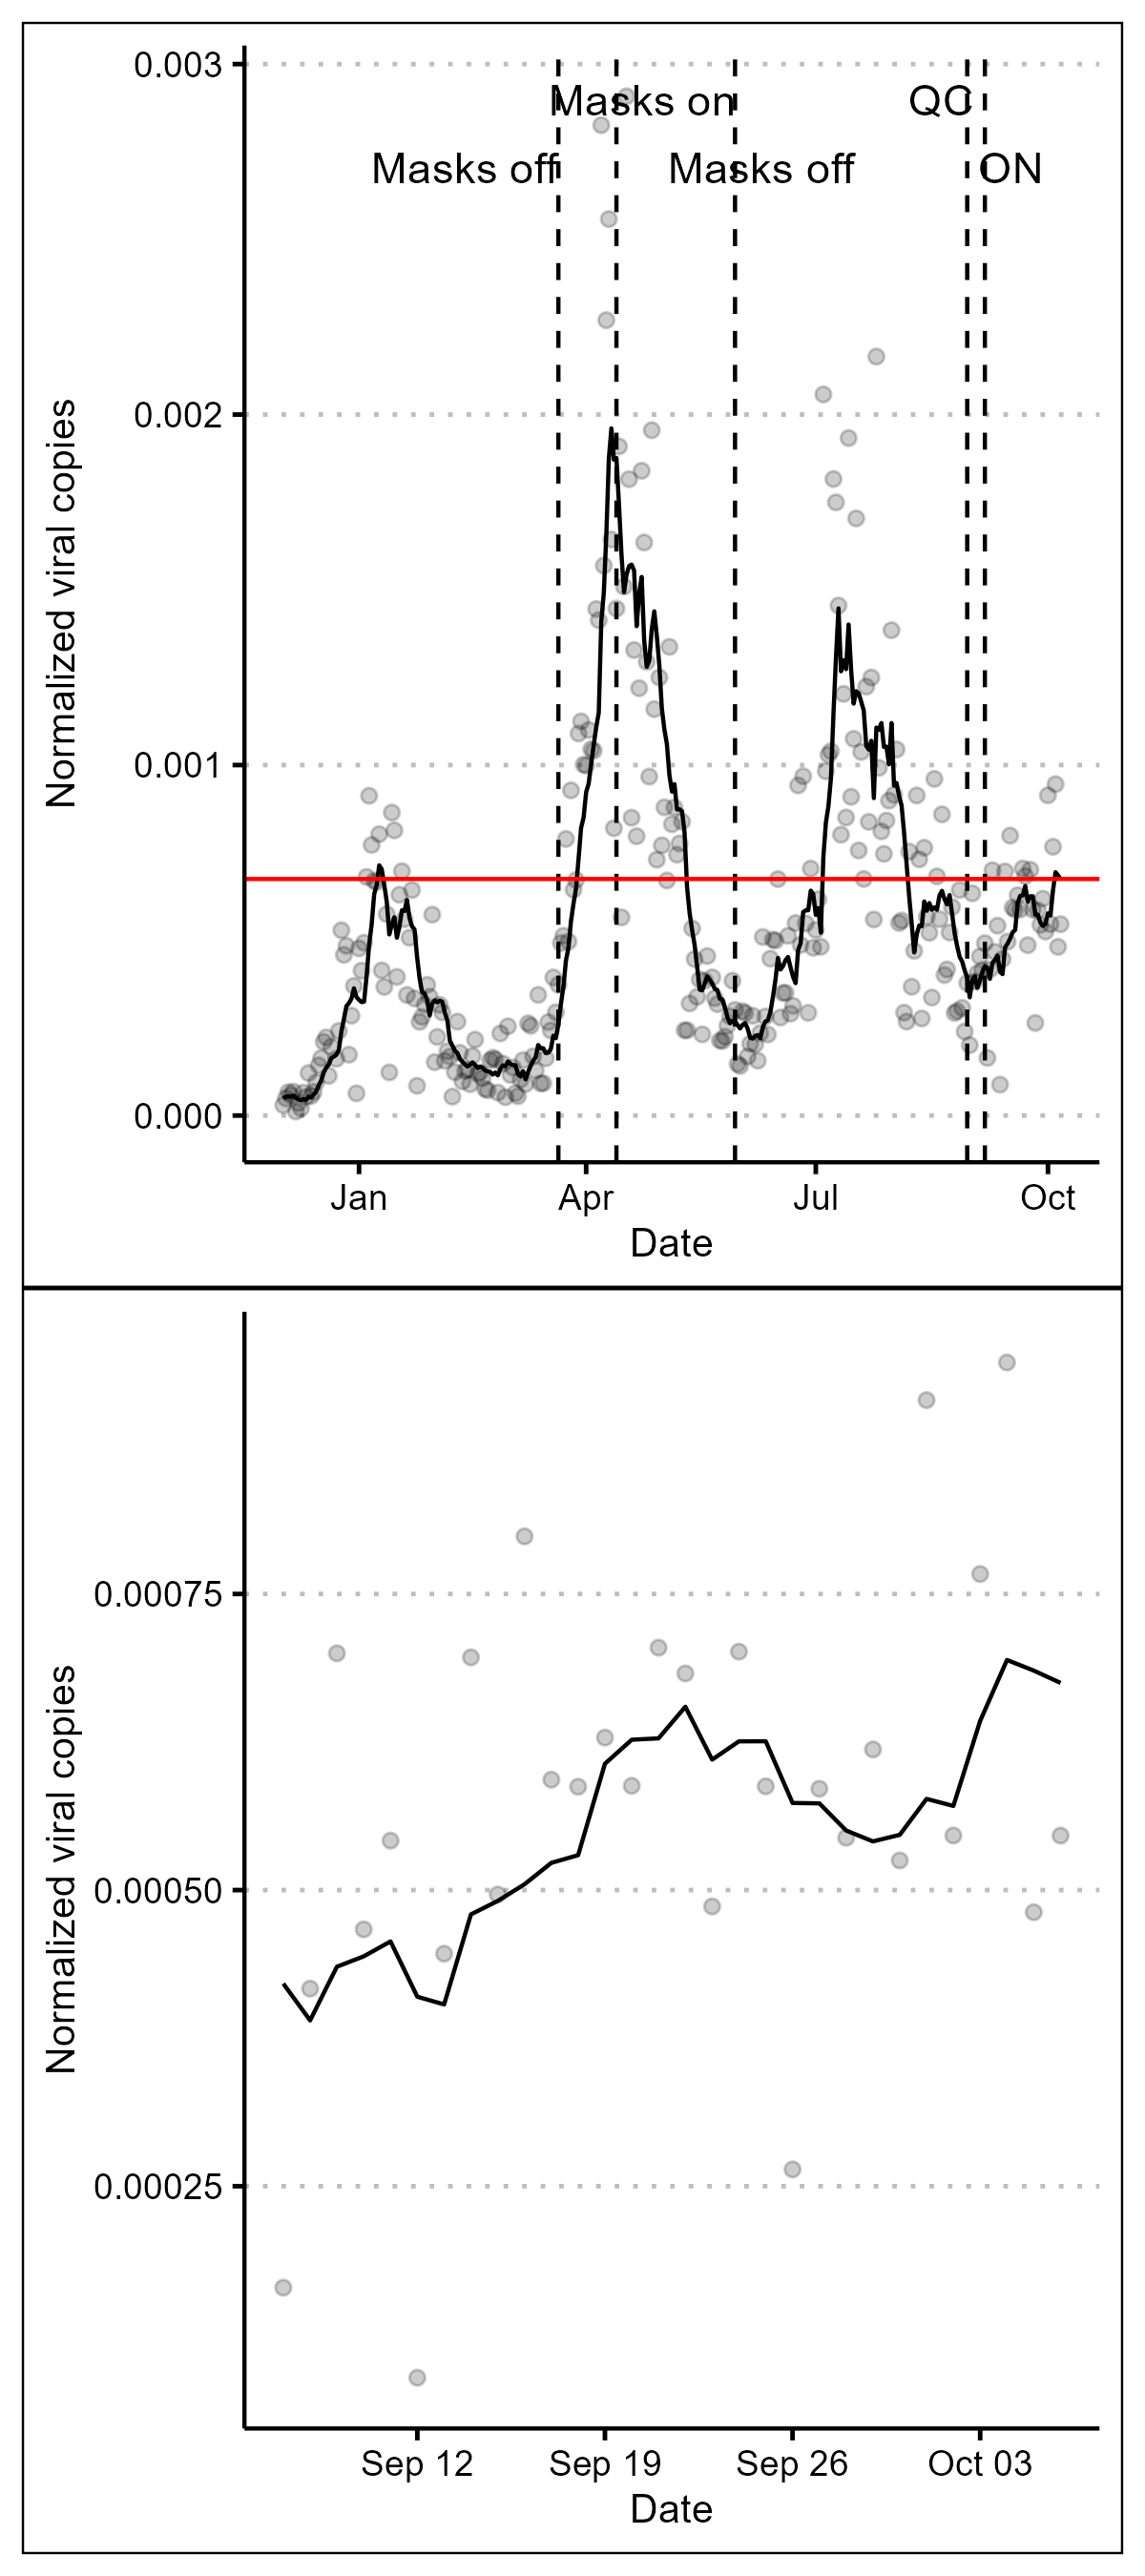 0.003
Masks on
QC
Masks off
Masks off
ON
0.002
0.001
0.000
Normalized viral copies
Jan
Apr
Jul
Oct
Date
0.00075
0.00050
0.00025
Normalized viral copies
Sep 12
Sep 19
Sep 26
Oct 03
Date